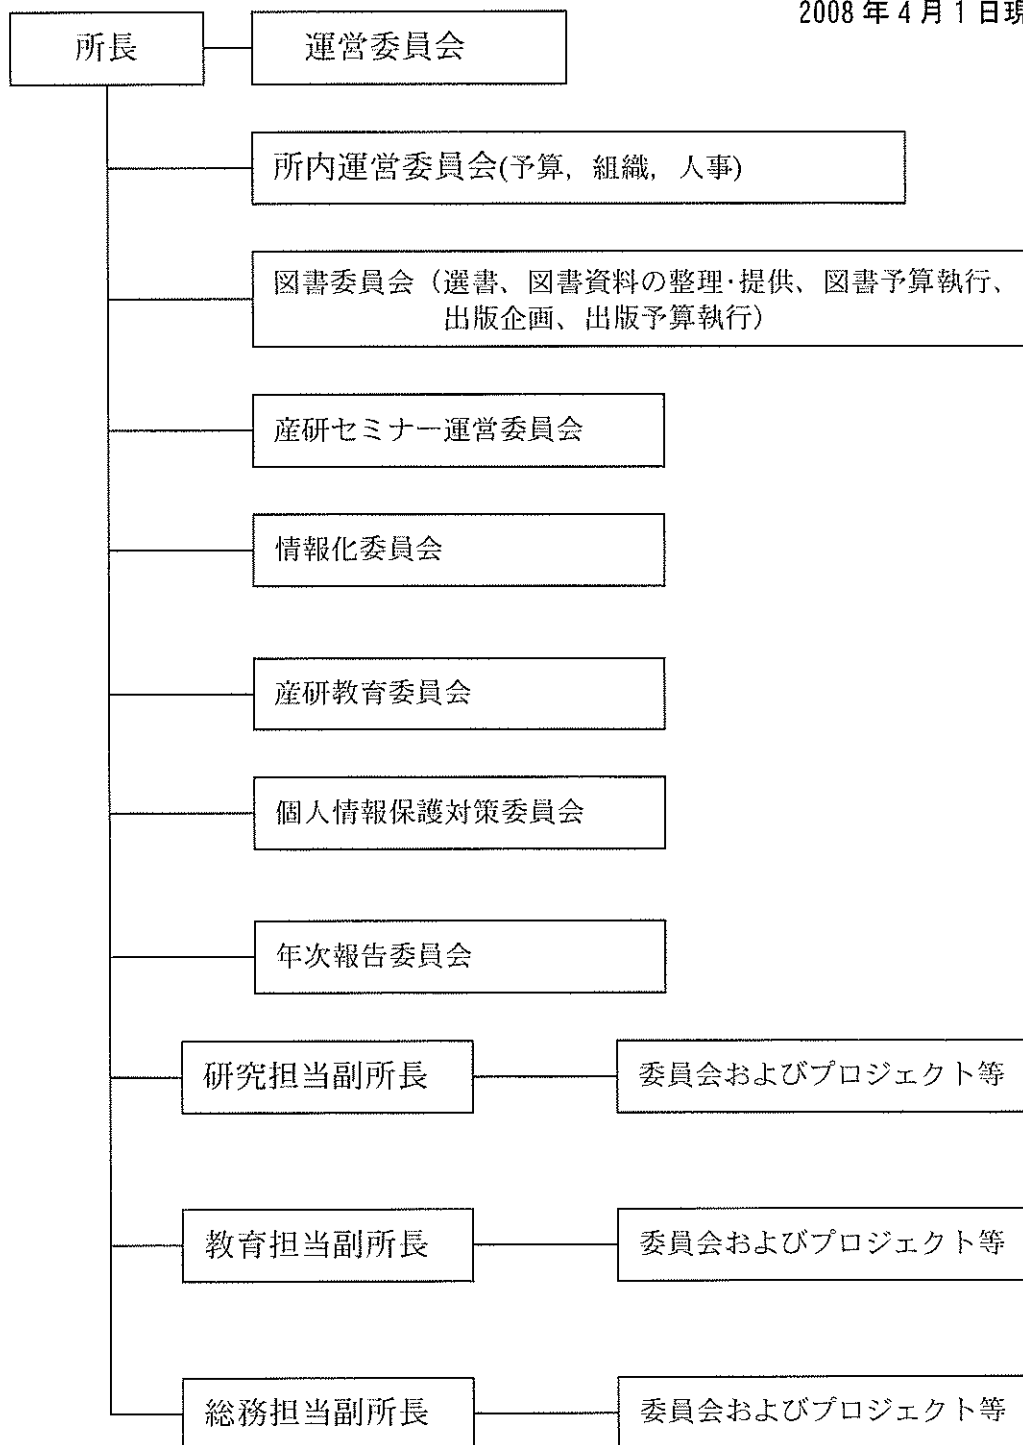 2008年4月1日現
所長
運営委員会
所内運営委員会(予算, 組織, 人事)
図書委員会（選書、図書資料の整理･提供、図書予算執行、
出版企画、出版予算執行）
産研セミナー運営委員会
情報化委員会
産研教育委員会
個人情報保護対策委員会
年次報告委員会
研究担当副所長
委員会およびプロジェクト等
教育担当副所長
委員会およびプロジェクト等
総務担当副所長
委員会およびプロジェクト等